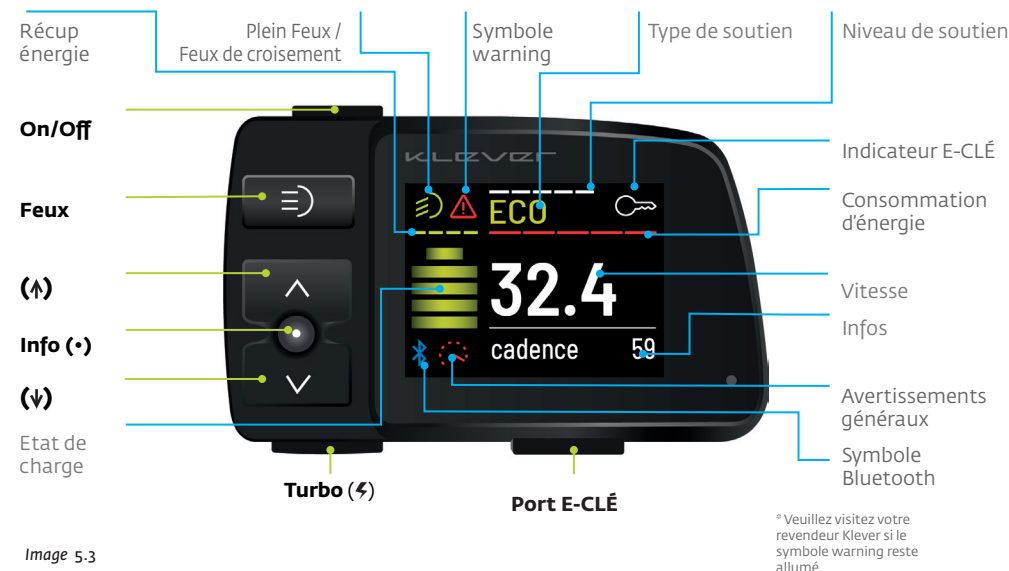 Récup
énergie
Plein Feux /
Feux de croisement
Symbole
warning
Type de soutien
Niveau de soutien
On/Off
Feux
(↑)
Info (•)
(↓)
Etat de
charge
KLEVER
ECO
32.4
cadence 59
Indicateur E-CLÉ
Consommation
d'énergie
Vitesse
Infos
Avertissements
généraux
Symbole
Bluetooth
Turbo (⚡)
Port E-CLÉ
* Veuillez visitez votre
revendeur Klever si le
symbole warning reste
allumé
Image 5.3